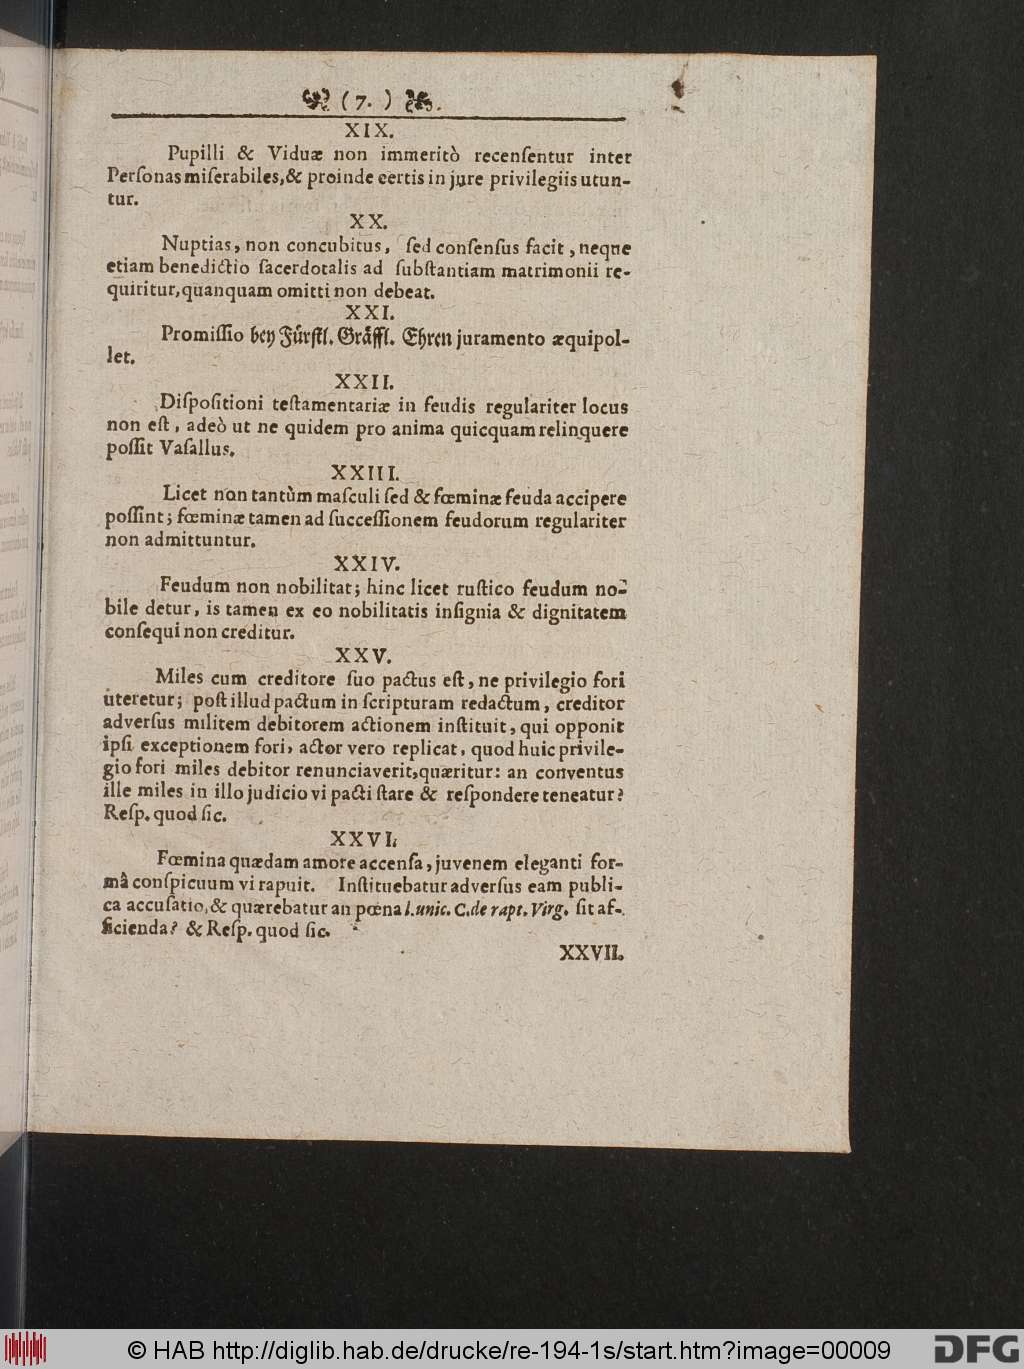 ( 7. )
XIX.
Pupilli & Viduæ non immeritò recenſentur inter
Perſonas miſerabiles, & proinde certis in jure privilegiis utun-
tur.
XX.
Nuptias, non concubitus, ſed conſenſus facit, neque
etiam benedictio ſacerdotalis ad ſubſtantiam matrimonii re-
quiritur, quanquam omitti non debeat.
XXI.
Promiſſio bey Fürſtl. Gräffl. Ehren juramento æquipol-
let.
XXII.
Diſpoſitioni teſtamentariæ in feudis regulariter locus
non eſt, adeò ut ne quidem pro anima quicquam relinquere
poſſit Vaſallus.
XXIII.
Licet non tantùm maſculi ſed & fœminæ feuda accipere
poſſint; fœminæ tamen ad ſucceſſionem feudorum regulariter
non admittuntur.
XXIV.
Feudum non nobilitat; hinc licet ruſtico feudum no-
bile detur, is tamen ex eo nobilitatis inſignia & dignitatem
conſequi non creditur.
XXV.
Miles cum creditore ſuo pactus eſt, ne privilegio fori
uteretur; poſt illud pactum in ſcripturam redactum, creditor
adverſus militem debitorem actionem inſtituit, qui opponit
ipſi exceptionem fori, actor vero replicat, quod huic privile-
gio fori miles debitor renunciaverit, quæritur: an conventus
ille miles in illo judicio vi pacti ſtare & reſpondere teneatur?
Reſp. quod ſic.
XXVI.
Fœmina quædam amore accenſa, juvenem eleganti for-
mâ conſpicuum vi rapuit. Inſtituebatur adverſus eam publi-
ca accuſatio, & quærebatur an pœna l. unic. C. de rapt. Virg. ſit af-
ficienda? & Reſp. quod ſic.
XXVII.
© HAB http://diglib.hab.de/drucke/re-194-1s/start.htm?image=00009
DFG